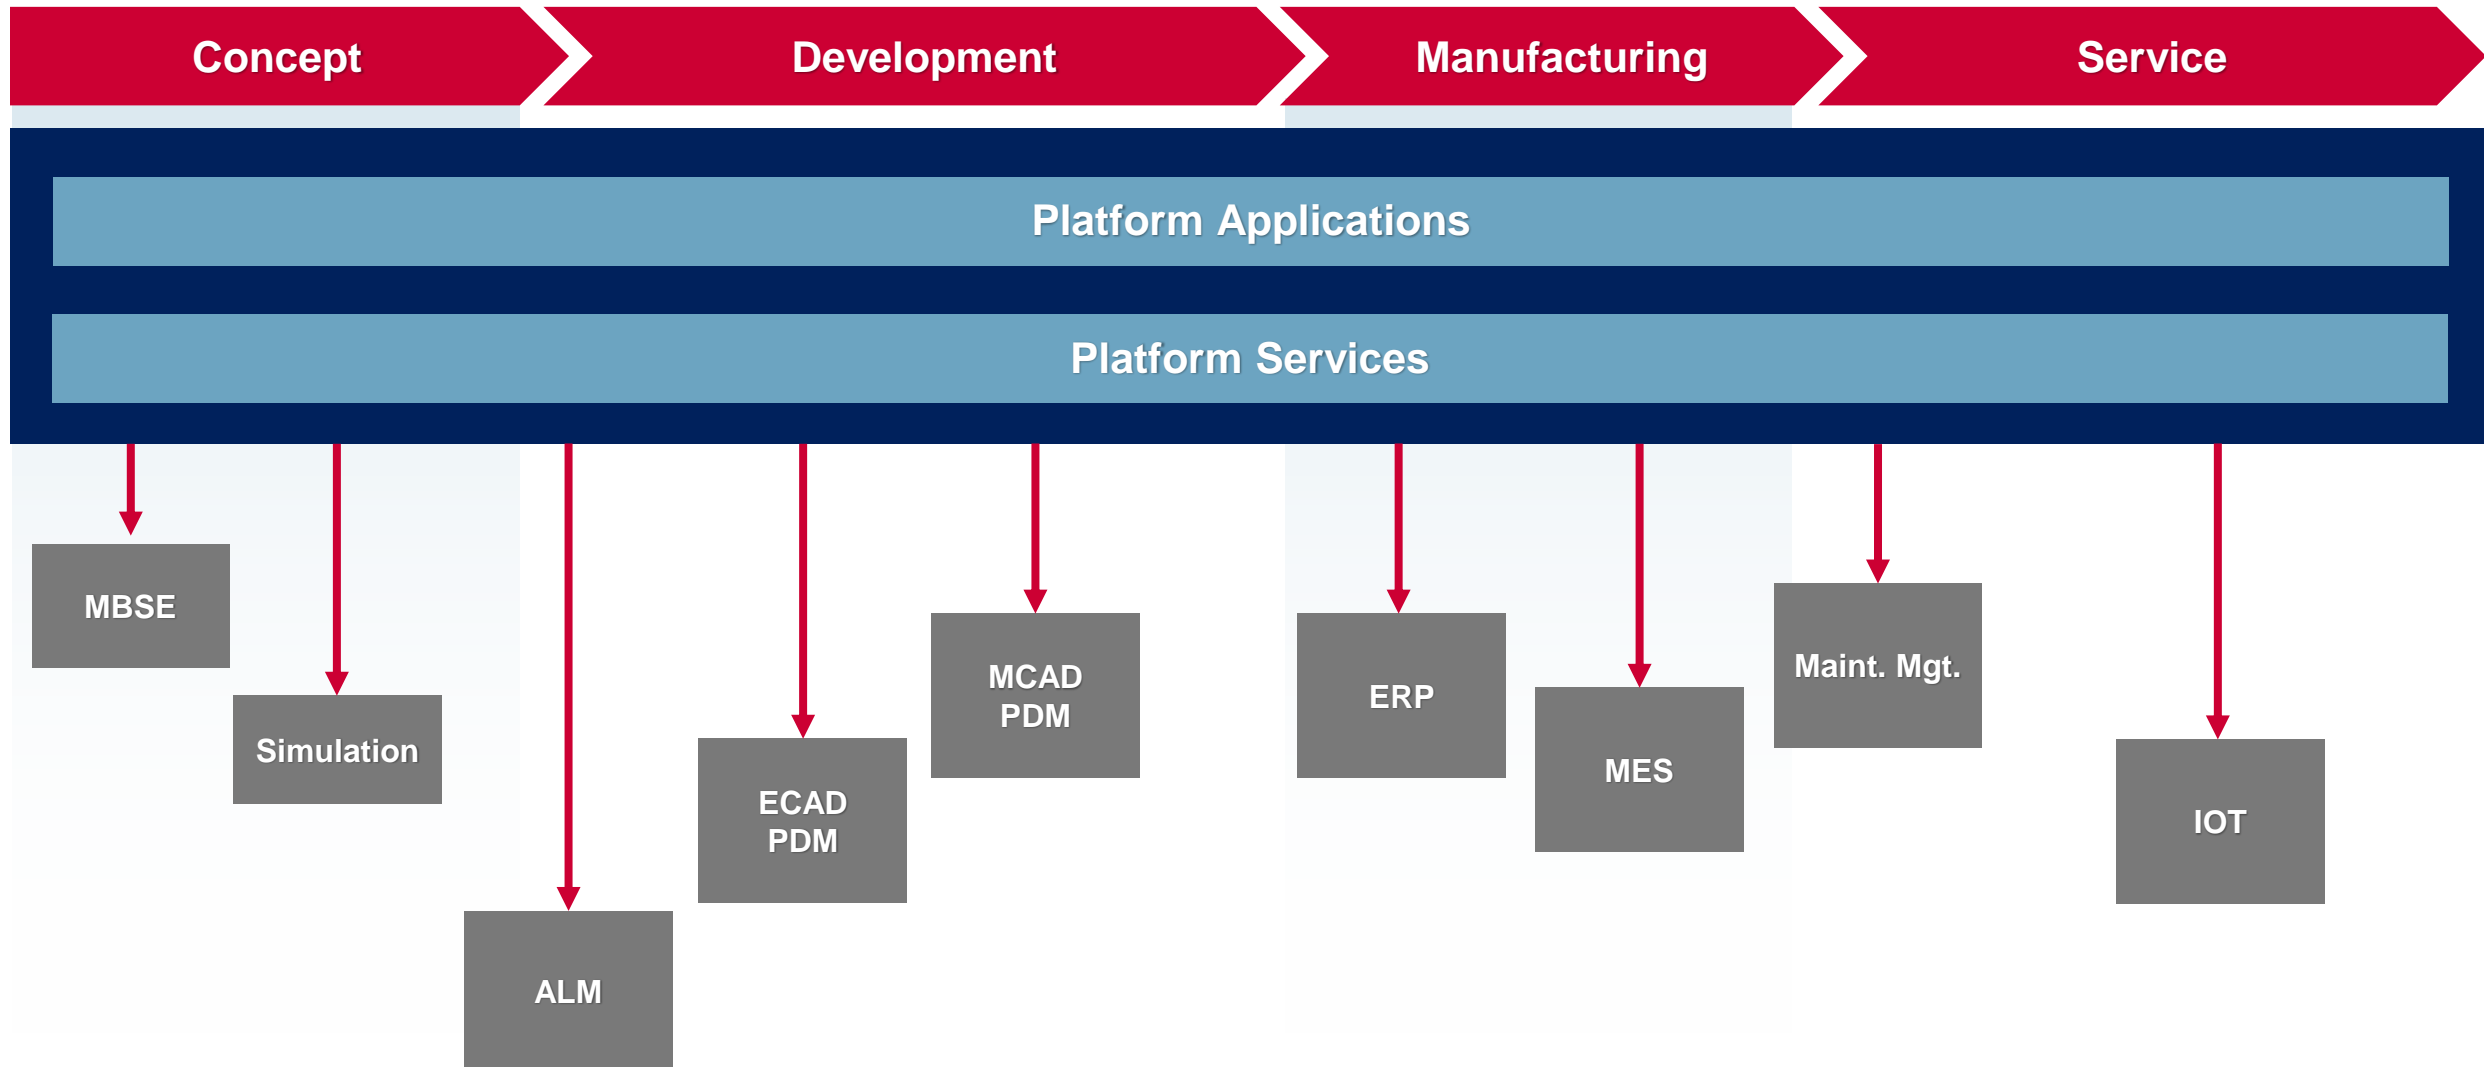 Concept
Development
Manufacturing
Service
Platform Applications
Platform Services
MBSE
Simulation
ALM
ECAD
PDM
MCAD
PDM
ERP
MES
Maint. Mgt.
IOT